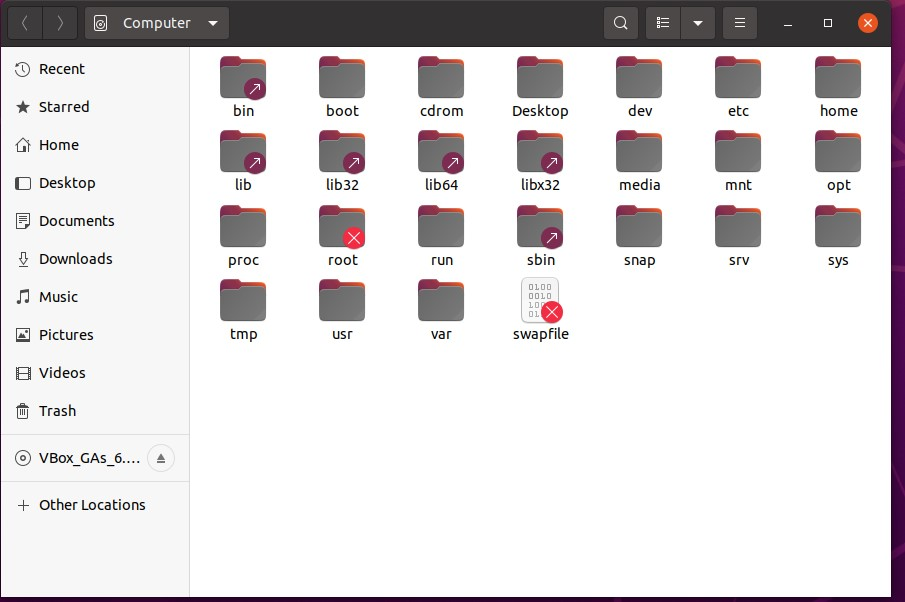 Computer
Recent
Starred
Home
Desktop
Documents
Downloads
Music
Pictures
Videos
Trash
VBox_GAs_6....
Other Locations
bin boot cdrom Desktop dev etc home
lib lib32 lib64 libx32 media mnt opt
proc root run sbin snap srv sys
tmp usr var swapfile